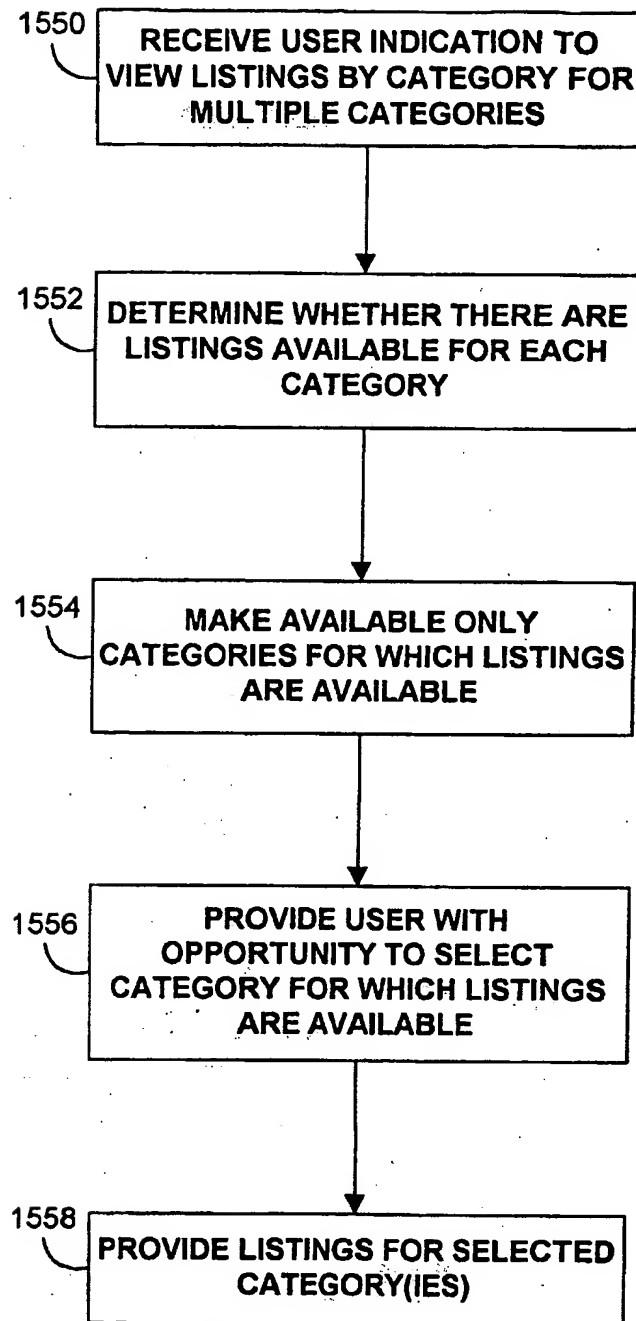 1550
RECEIVE USER INDICATION TO
VIEW LISTINGS BY CATEGORY FOR
MULTIPLE CATEGORIES
1552
DETERMINE WHETHER THERE ARE
LISTINGS AVAILABLE FOR EACH
CATEGORY
1554
MAKE AVAILABLE ONLY
CATEGORIES FOR WHICH LISTINGS
ARE AVAILABLE
1556
PROVIDE USER WITH
OPPORTUNITY TO SELECT
CATEGORY FOR WHICH LISTINGS
ARE AVAILABLE
1558
PROVIDE LISTINGS FOR SELECTED
CATEGORY(IES)